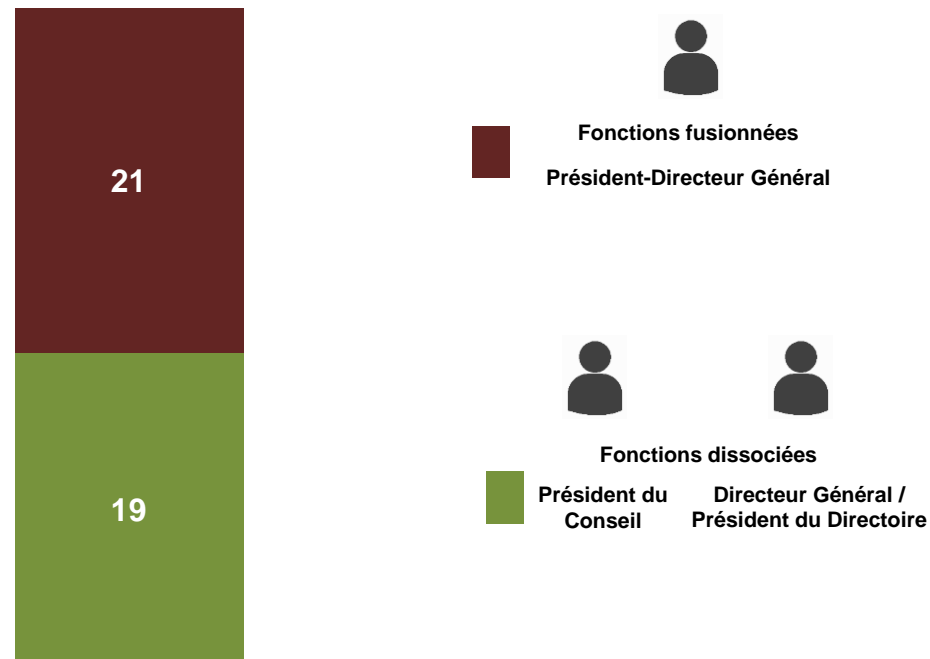 21
Fonctions fusionnées
Président-Directeur Général
19
Fonctions dissociées
Président du
Conseil
Directeur Général /
Président du Directoire